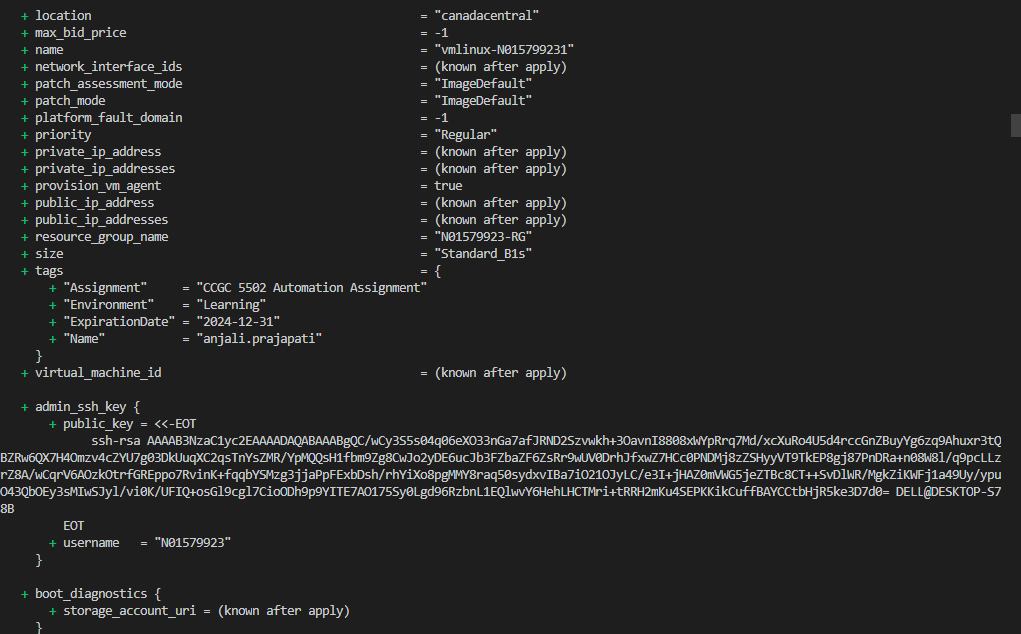 + location = "canadacentral"
+ max_bid_price = -1
+ name = "vmlinux-N015799231"
+ network_interface_ids = (known after apply)
+ patch_assessment_mode = "ImageDefault"
+ patch_mode = "ImageDefault"
+ platform_fault_domain = -1
+ priority = "Regular"
+ private_ip_address = (known after apply)
+ private_ip_addresses = (known after apply)
+ provision_vm_agent = true
+ public_ip_address = (known after apply)
+ public_ip_addresses = (known after apply)
+ resource_group_name = "N01579923-RG"
+ size = "Standard_B1s"
+ tags = {
+ "Assignment" = "CCGC 5502 Automation Assignment"
+ "Environment" = "Learning"
+ "ExpirationDate" = "2024-12-31"
+ "Name" = "anjali.prajapati"
}
+ virtual_machine_id = (known after apply)
+ admin_ssh_key {
+ public_key = <<-EOT
ssh-rsa AAAAB3NzaC1yc2EAAAADAQABAAABgQC/wCy3S5s04q06eXO33nGa7afJRND2Szvwkh+3OavnI8808xWYpRrq7Md/xcXuRo4U5d4rccGnZBuyYg6zq9Ahuxr3tQ
BZRw6QX7H4Omzv4cZYU7g03DkUuqXC2qsTnYsZMR/YpMQQsH1fbm9Zg8CwJo2yDE6ucJb3FZbaZF6ZsRr9wUV0DrhJfxwZ7HCc0PNDMj8zZSHyyVT9TkEP8gj87PnDRa+n08W8l/q9pcLLz
rZ8A/wCqrV6AOzkOtrfGREppo7RvinK+fqqbYSMzg3jjaPpFExbDsh/rhYiXo8pgMMY8raq50sydxvIBa7iO21OJyLC/e3I+jHAZ0mVWG5jeZTBc8CT++SvDlWR/MgkZiKWFj1a49Uy/ypu
O43QbOEy3sMIwSJyl/vi0K/UFIQ+osGl9cgl7CioODh9p9YITE7AO175Sy0Lgd96RzbnL1EQlwvY6HehLHCTMri+tRRH2mKu4SEPKKikCuffBAYCCtbHjR5ke3D7d0= DELL@DESKTOP-S7
8B
EOT
+ username = "N01579923"
}
+ boot_diagnostics {
+ storage_account_uri = (known after apply)
}